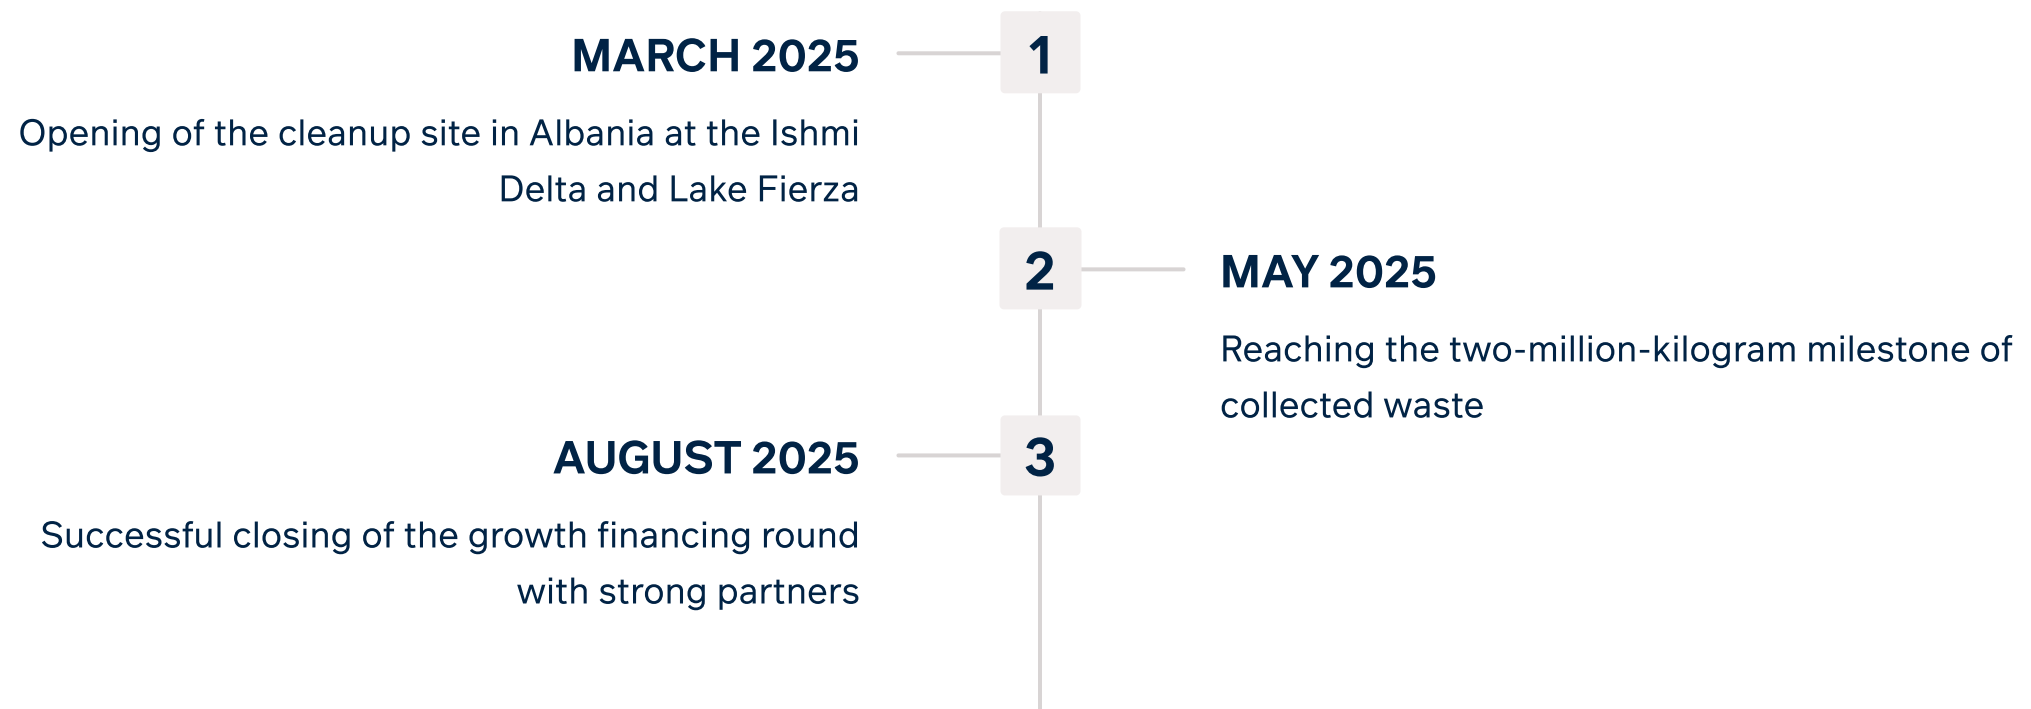 MARCH 2025
1
Opening of the cleanup site in Albania at the Ishmi
Delta and Lake Fierza
2
MAY 2025
Reaching the two-million-kilogram milestone of
collected waste
AUGUST 2025
3
Successful closing of the growth financing round
with strong partners